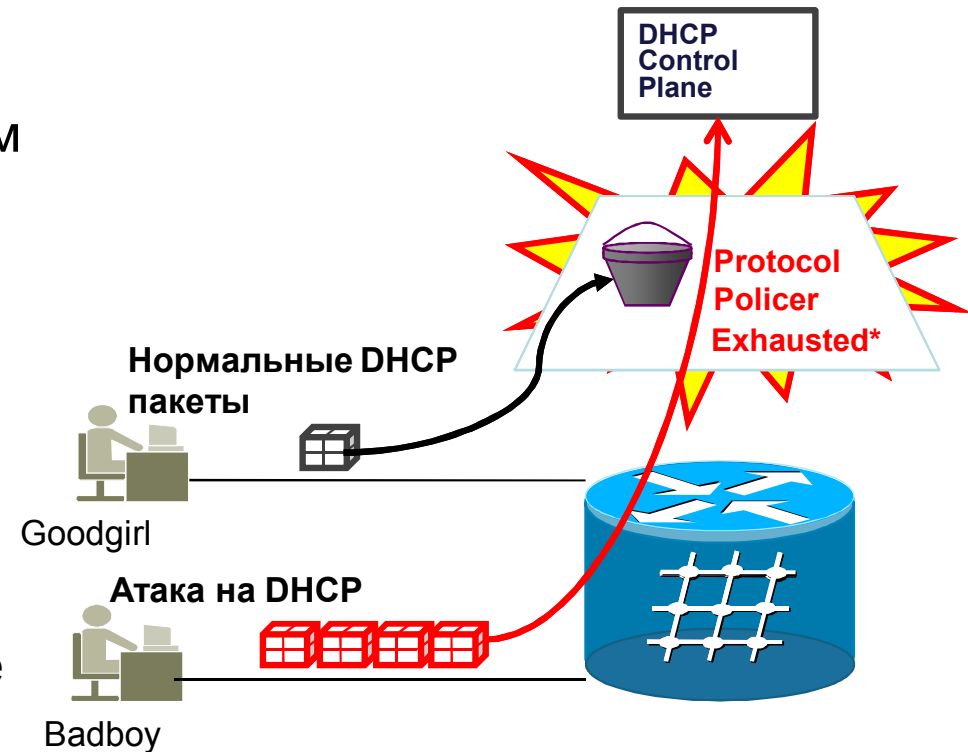 DHCP
Control
Plane
м
Protocol
Policer
Exhausted*
Нормальные DHCP
пакеты
Goodgirl
Атака на DHCP
е
Badboy